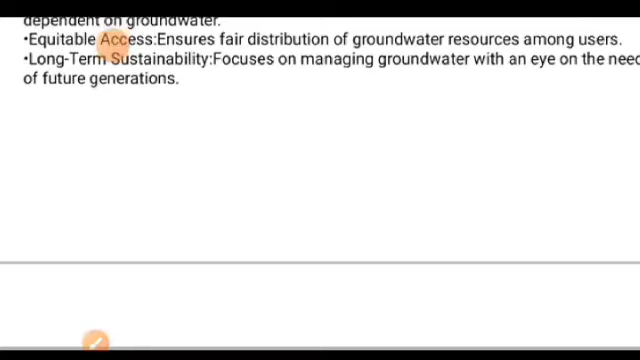 dependent on groundwater.
•Equitable Access:Ensures fair distribution of groundwater resources among users.
•Long-Term Sustainability:Focuses on managing groundwater with an eye on the need
of future generations.